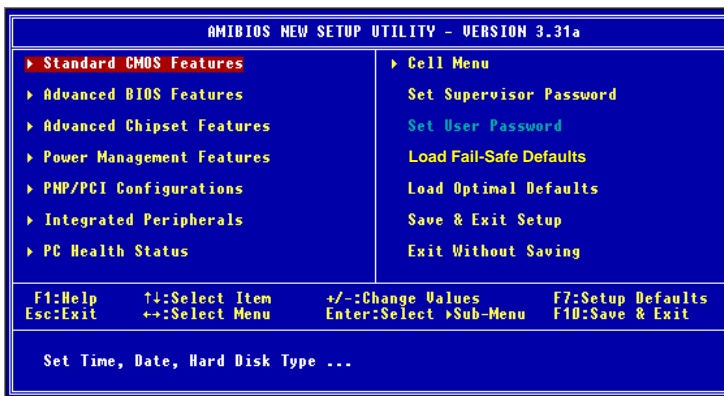 AMIBIOS NEW SETUP UTILITY - VERSION 3.31a
▸ Standard CMOS Features
▸ Advanced BIOS Features
▸ Advanced Chipset Features
▸ Power Management Features
▸ PNP/PCI Configurations
▸ Integrated Peripherals
▸ PC Health Status
▸ Cell Menu
Set Supervisor Password
Set User Password
Load Fail-Safe Defaults
Load Optimal Defaults
Save & Exit Setup
Exit Without Saving
F1:Help ↑↓:Select Item +/-:Change Values F7:Setup Defaults
Esc:Exit ←→:Select Menu Enter:Select ▸Sub-Menu F10:Save & Exit
Set Time, Date, Hard Disk Type ...